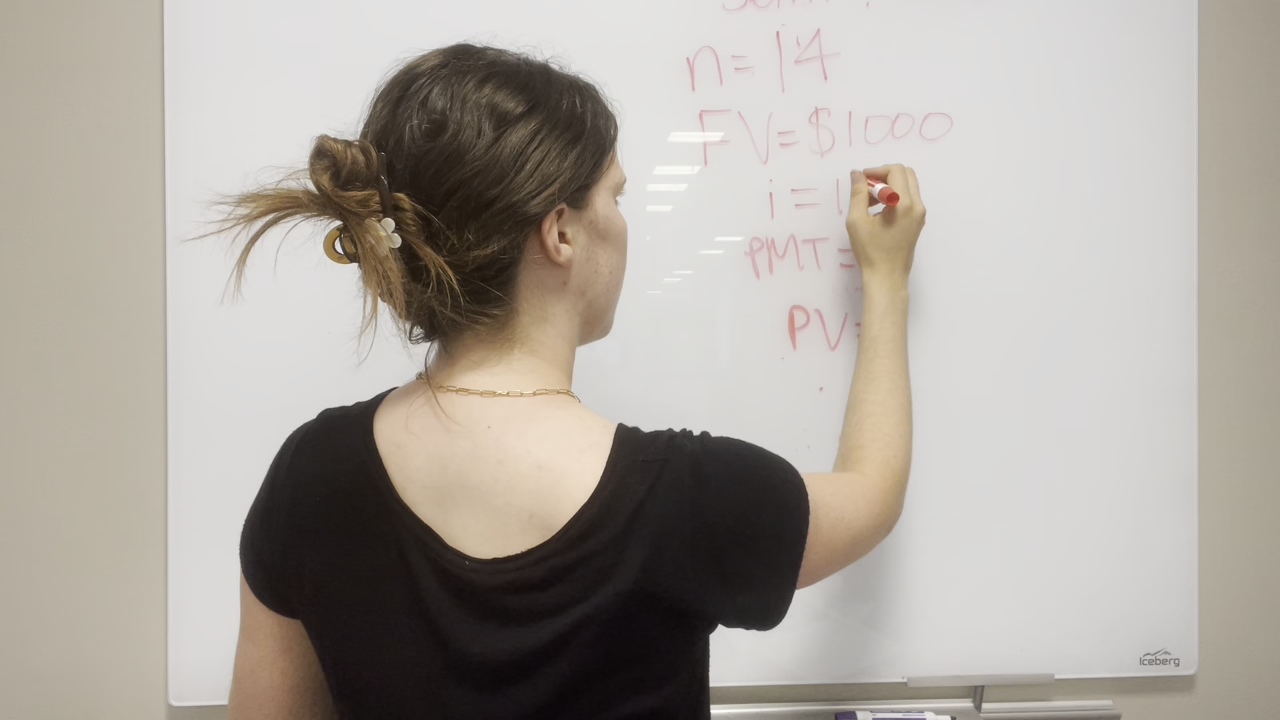 n = 14
FV = $1000
i = 1
PMT =
PV =
Iceberg